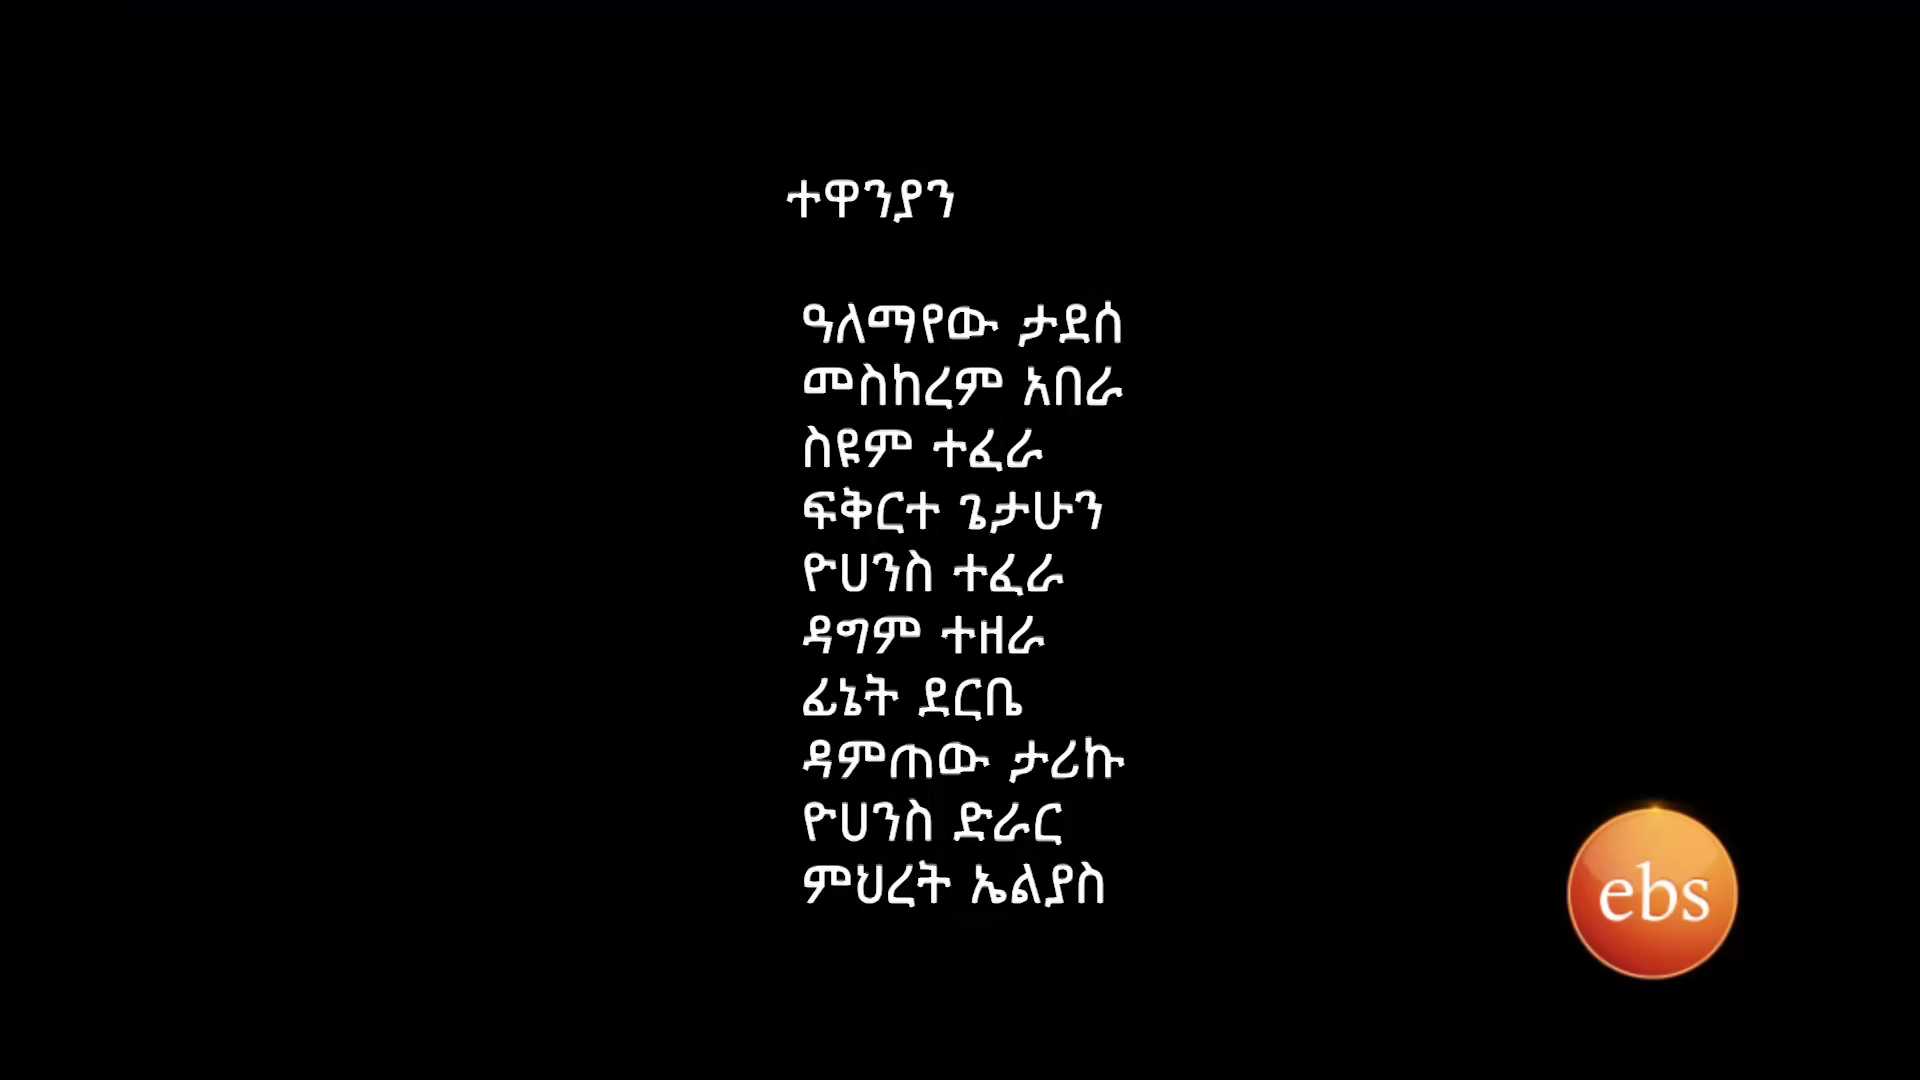 ተዋንያን
ዓለማየው ታደሰ
መስከረም አበራ
ስዩም ተፈራ
ፍቅርተ ጌታሁን
ዮሀንስ ተፈራ
ዳግም ተዘራ
ፊኔት ደርቤ
ዳምጠው ታሪኩ
ዮሀንስ ድራር
ምህረት ኤልያስ
ebs